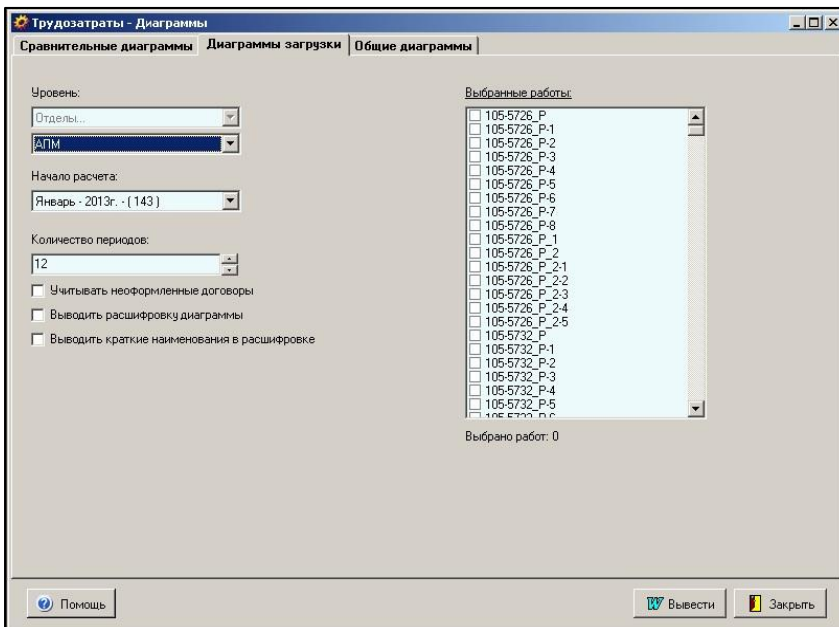 Трудозатраты - Диаграммы
Сравнительные диаграммы Диаграммы загрузки Общие диаграммы
Уровень:
Отделы...
АПМ
Начало расчета:
Январь - 2013г. - ( 143 )
Количество периодов:
12
Учитывать неоформленные договоры
Выводить расшифровку диаграммы
Выводить краткие наименования в расшифровке
Выбранные работы:
105-5726_Р
105-5726_Р-1
105-5726_Р-2
105-5726_Р-3
105-5726_Р-4
105-5726_Р-5
105-5726_Р-6
105-5726_Р-7
105-5726_Р-8
105-5726_Р_1
105-5726_Р_2
105-5726_Р_2-1
105-5726_Р_2-2
105-5726_Р_2-3
105-5726_Р_2-4
105-5726_Р_2-5
105-5732_Р
105-5732_Р-1
105-5732_Р-2
105-5732_Р-3
105-5732_Р-4
105-5732_Р-5
Выбрано работ: 0
Помощь
Вывести
Закрыть